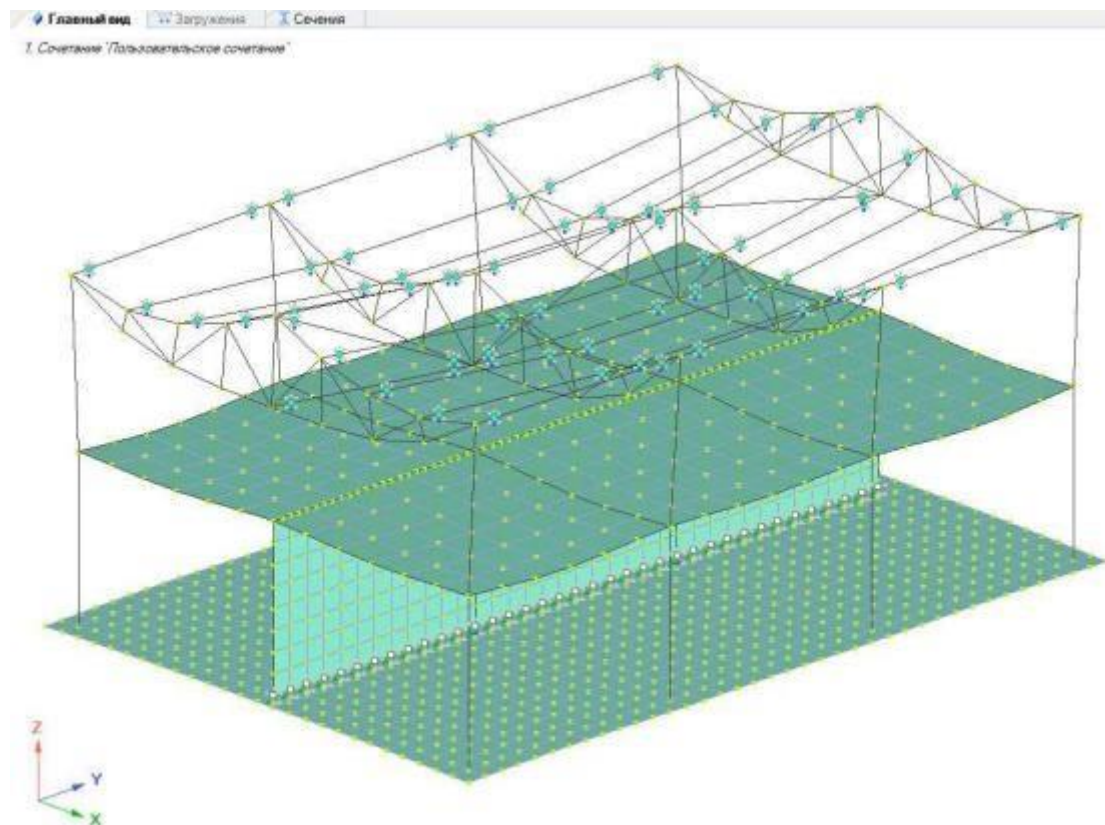 Главный вид Загружения Сечения
1. Сочетание "Пользовательское сочетание"
Z
Y
X